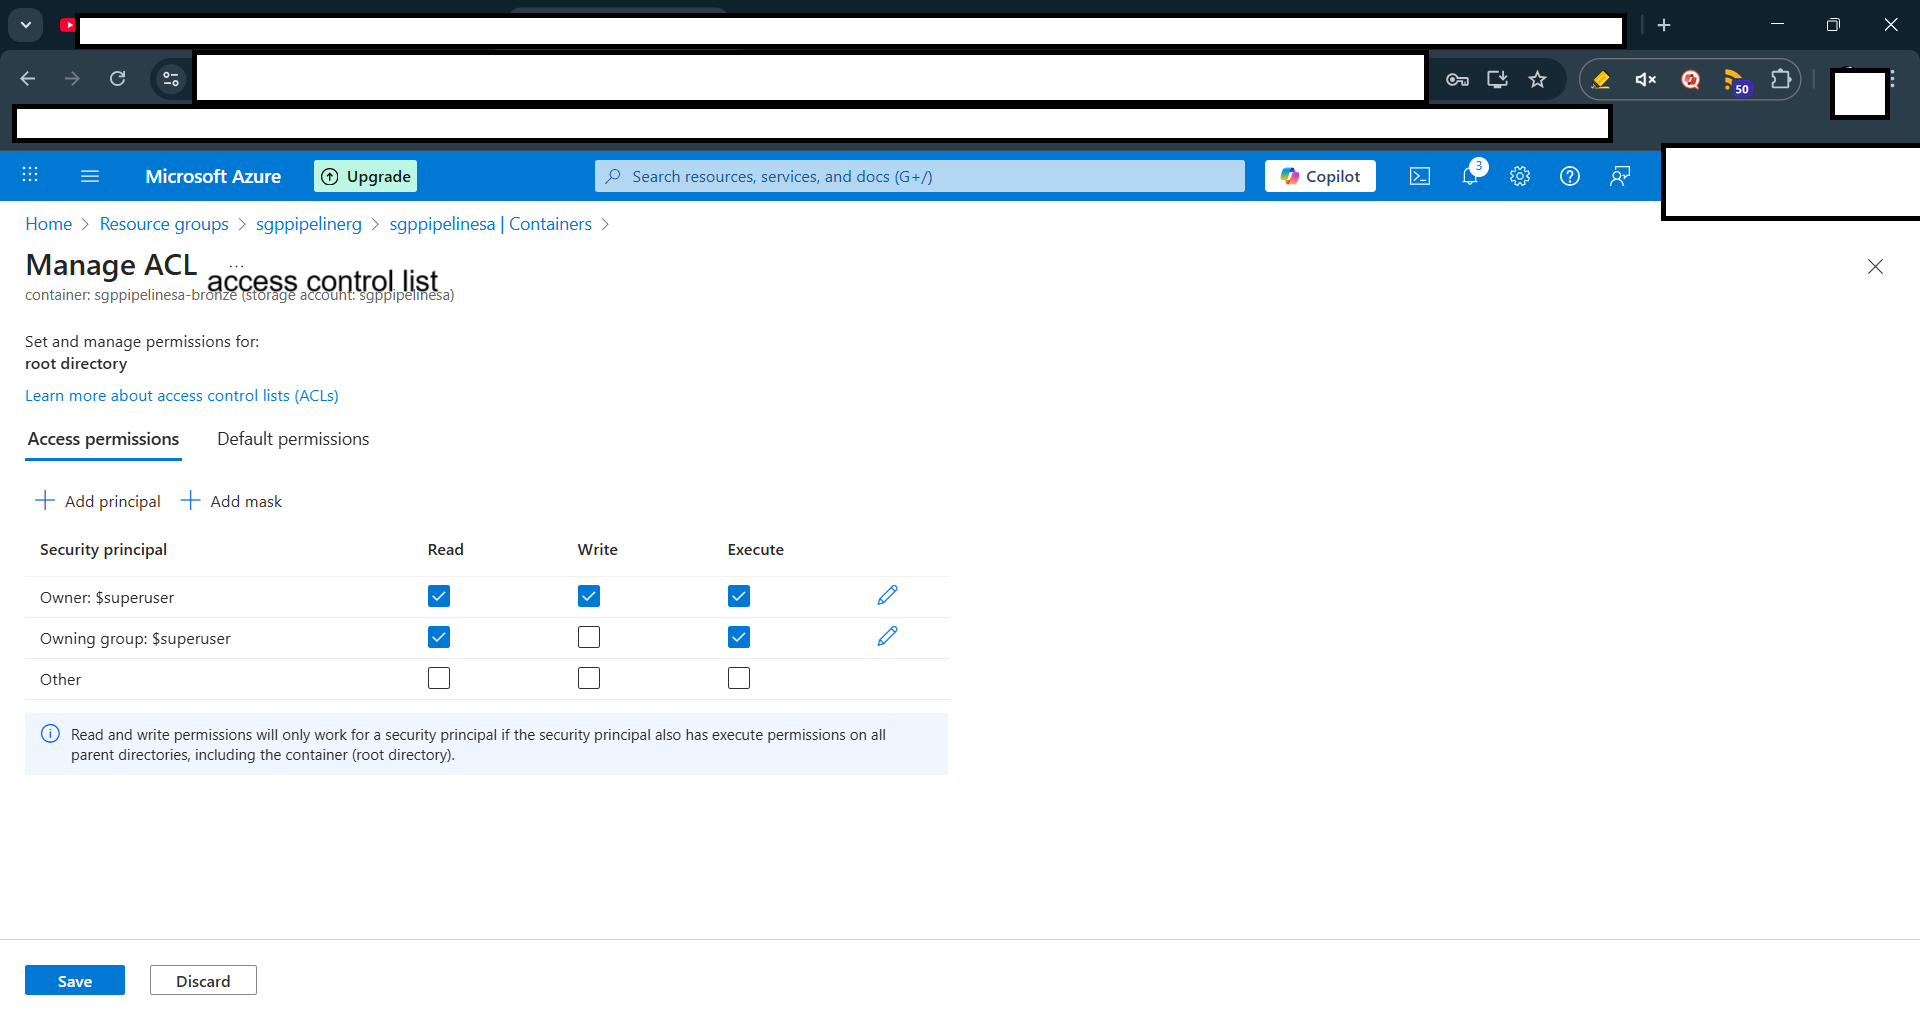 50
Microsoft Azure
Upgrade
Search resources, services, and docs (G+/)
Copilot
3
Home > Resource groups > sgppipelinerg > sgppipelinesa | Containers >
Manage ACL ...
access control list
container: sgppipelinesa-bronze (storage account: sgppipelinesa)
Set and manage permissions for:
root directory
Learn more about access control lists (ACLs)
Access permissions Default permissions
Add principal Add mask
Security principal Read Write Execute
Owner: $superuser
Owning group: $superuser
Other
Read and write permissions will only work for a security principal if the security principal also has execute permissions on all
parent directories, including the container (root directory).
Save Discard